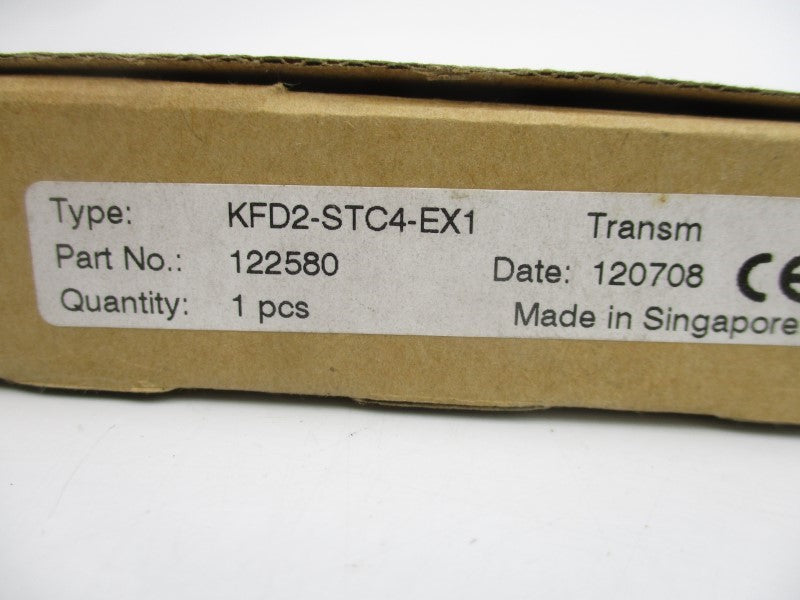 Type: KFD2-STC4-EX1 Transm
Part No.: 122580 Date: 120708 CE
Quantity: 1 pcs Made in Singapore